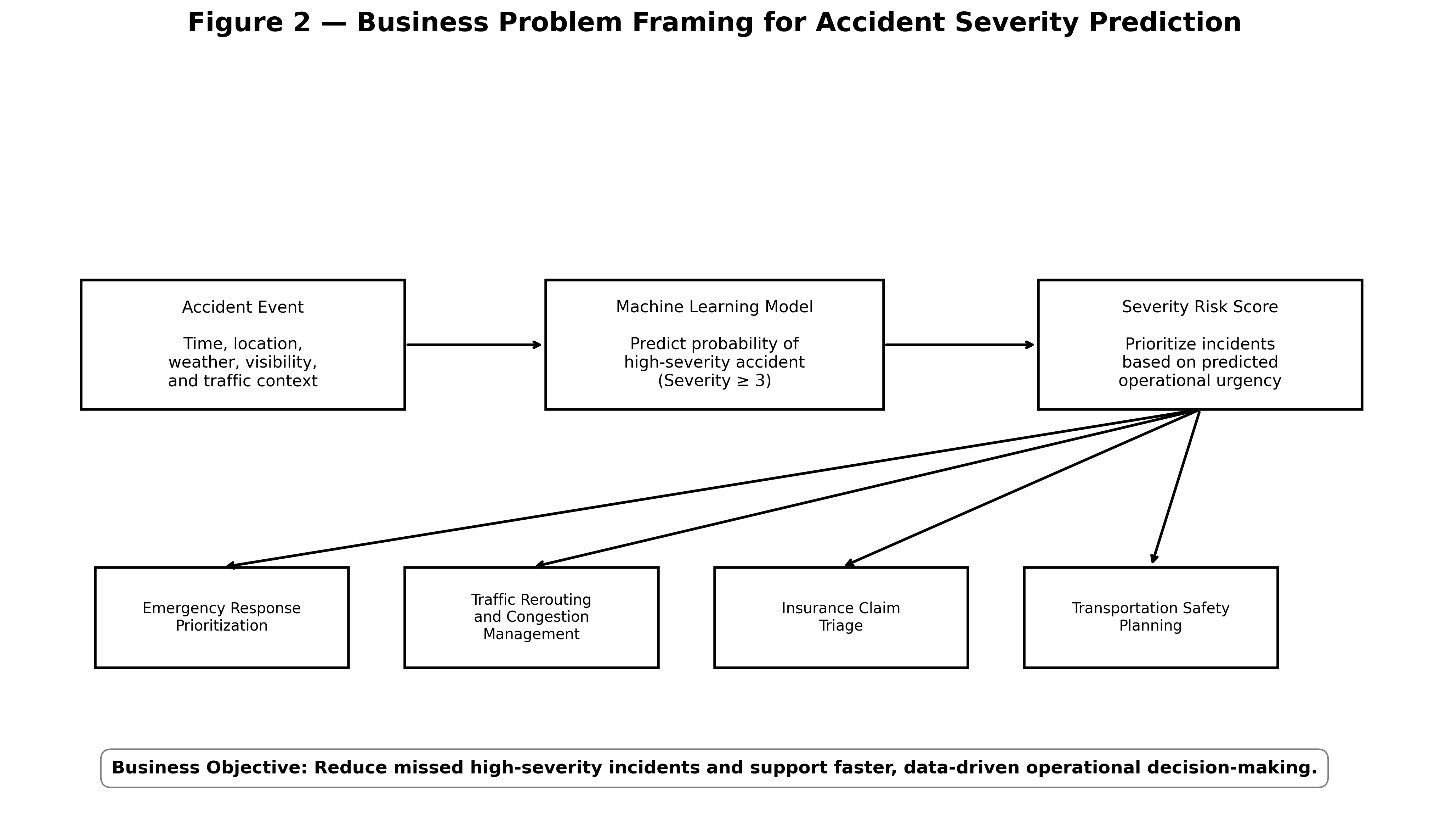 Figure 2 — Business Problem Framing for Accident Severity Prediction
Accident Event
Time, location,
weather, visibility,
and traffic context
Machine Learning Model
Predict probability of
high-severity accident
(Severity ≥ 3)
Severity Risk Score
Prioritize incidents
based on predicted
operational urgency
Emergency Response
Prioritization
Traffic Rerouting
and Congestion
Management
Insurance Claim
Triage
Transportation Safety
Planning
Business Objective: Reduce missed high-severity incidents and support faster, data-driven operational decision-making.